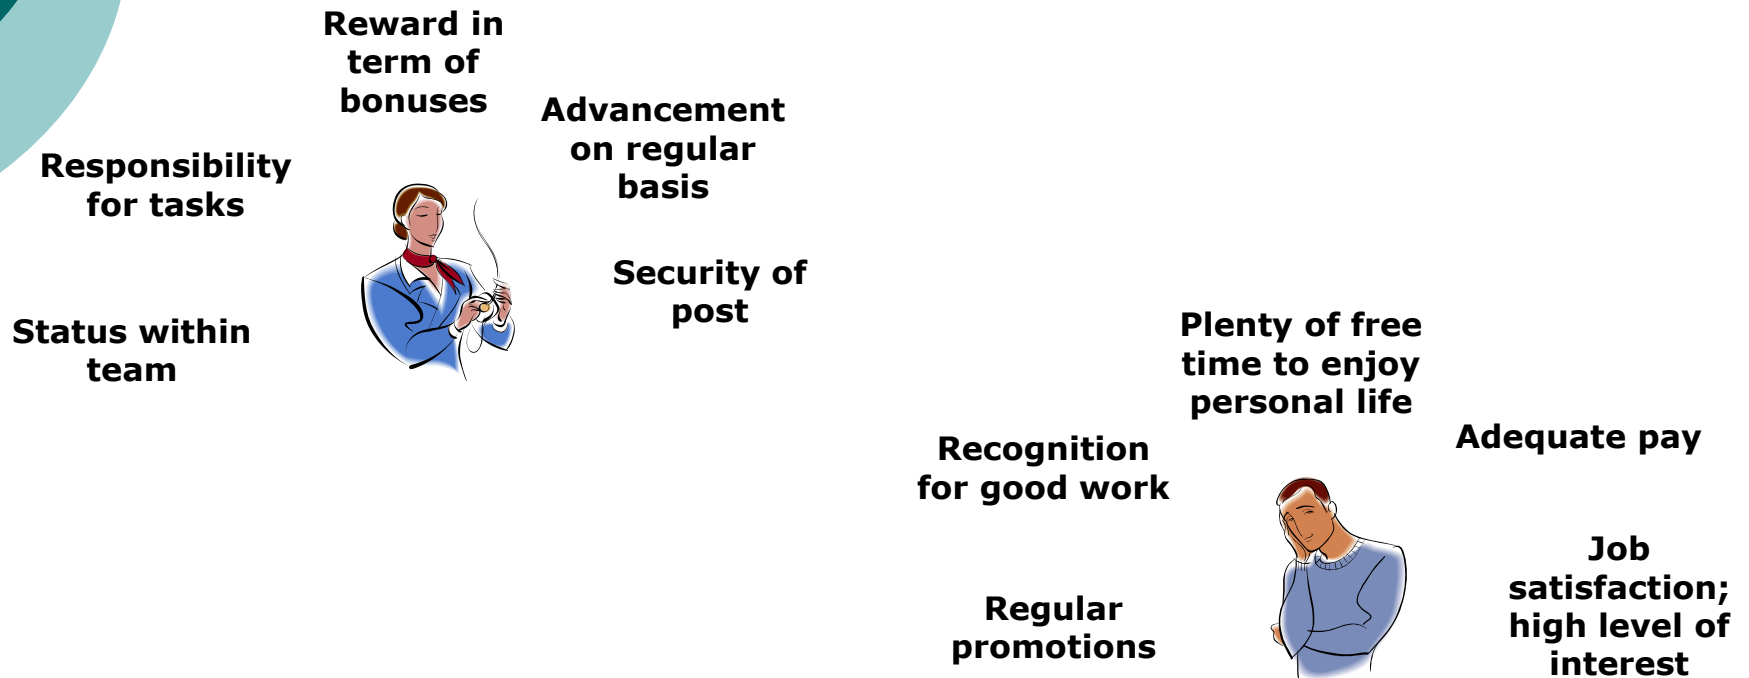 Reward in
term of
bonuses
Advancement
on regular
basis
Responsibility
for tasks
Security of
post
Status within
team
Plenty of free
time to enjoy
personal life
Adequate pay
Recognition
for good work
Job
satisfaction;
high level of
interest
Regular
promotions